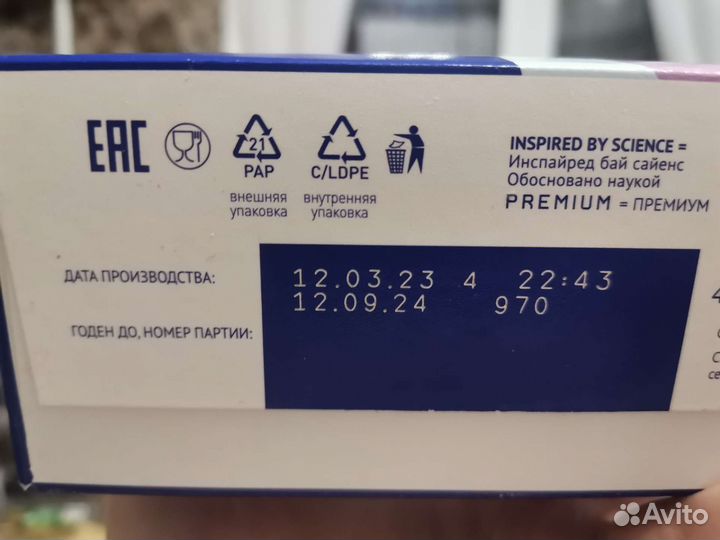 EAC
21
PAP
внешняя
упаковка
C/LDPE
внутренняя
упаковка
INSPIRED BY SCIENCE =
Инспайред бай сайенс
Обосновано наукой
PREMIUM = ПРЕМИУМ
ДАТА ПРОИЗВОДСТВА:
12.03.23 4 22:43
12.09.24 970
ГОДЕН ДО, НОМЕР ПАРТИИ:
Avito